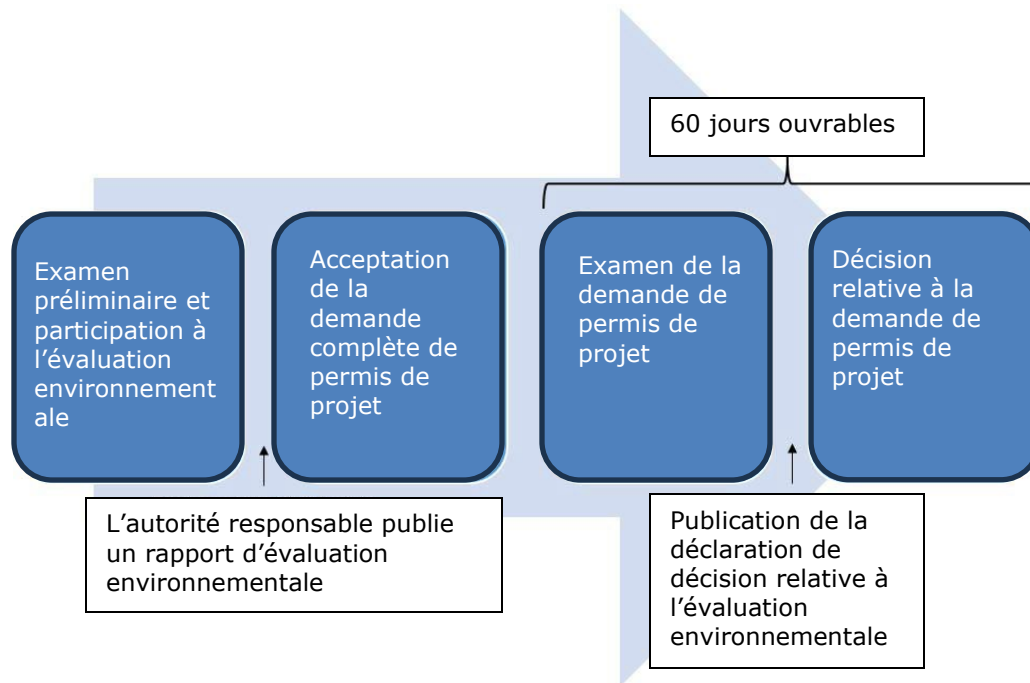 60 jours ouvrables
Examen
préliminaire et
participation à
l’évaluation
environnement
ale
Acceptation
de la
demande
complète de
permis de
projet
Examen de la
demande de
permis de
projet
Décision
relative à la
demande de
permis de
projet
L’autorité responsable publie
un rapport d’évaluation
environnementale
Publication de la
déclaration de
décision relative à
l’évaluation
environnementale